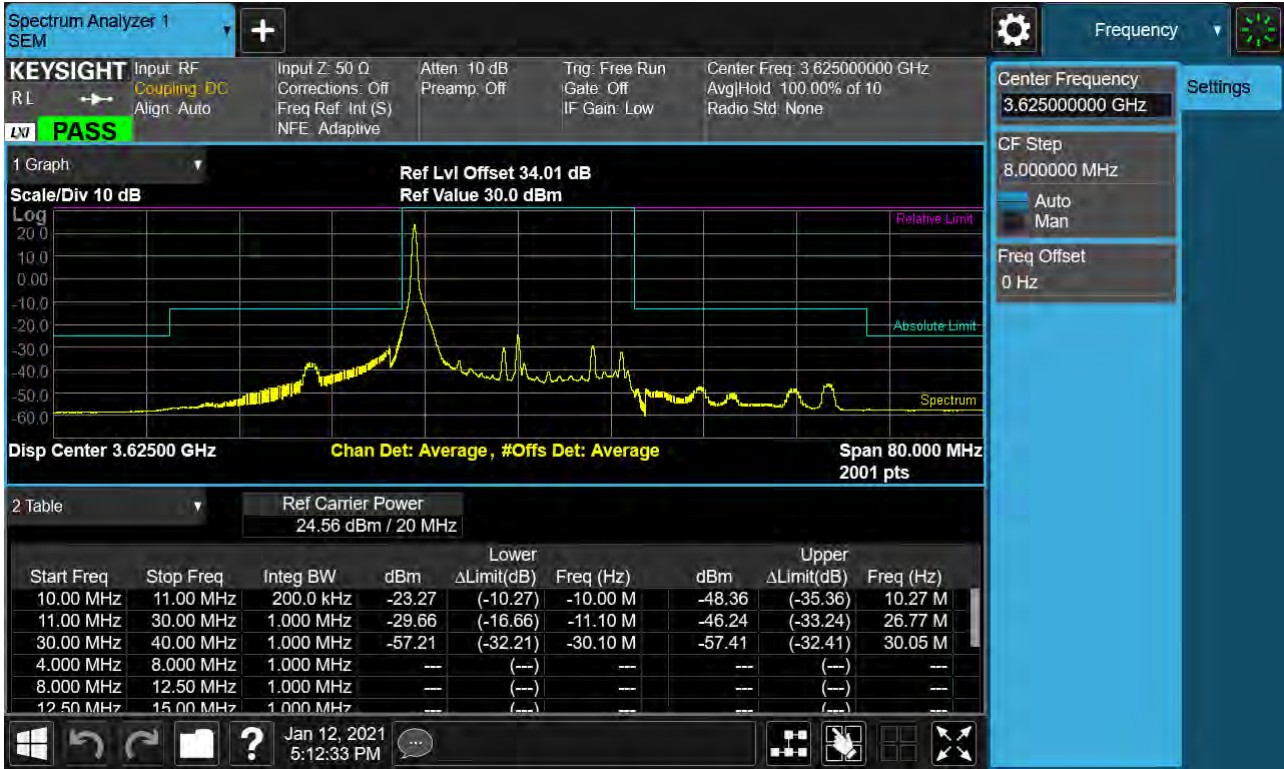 Spectrum Analyzer 1
SEM
Frequency
KEYSIGHT
R L
LXI
PASS
Input: RF
Coupling: DC
Align: Auto
Input Z: 50 Ω
Corrections: Off
Freq Ref: Int (S)
NFE: Adaptive
Atten: 10 dB
Preamp: Off
Trig: Free Run
Gate: Off
IF Gain: Low
Center Freq: 3.625000000 GHz
Avg|Hold: 100.00% of 10
Radio Std: None
Center Frequency
3.625000000 GHz
Settings
CF Step
8.000000 MHz
Auto
Man
Freq Offset
0 Hz
1 Graph
Scale/Div 10 dB
Ref Lvl Offset 34.01 dB
Ref Value 30.0 dBm
Log
20.0
10.0
0.00
-10.0
-20.0
-30.0
-40.0
-50.0
-60.0
Relative Limit
Absolute Limit
Spectrum
Disp Center 3.62500 GHz
Chan Det: Average, #Offs Det: Average
Span 80.000 MHz
2001 pts
2 Table
Ref Carrier Power
24.56 dBm / 20 MHz
Lower Upper
Start Freq Stop Freq Integ BW dBm ΔLimit(dB) Freq (Hz) dBm ΔLimit(dB) Freq (Hz)
10.00 MHz 11.00 MHz 200.0 kHz -23.27 (-10.27) -10.00 M -48.36 (-35.36) 10.27 M
11.00 MHz 30.00 MHz 1.000 MHz -29.66 (-16.66) -11.10 M -46.24 (-33.24) 26.77 M
30.00 MHz 40.00 MHz 1.000 MHz -57.21 (-32.21) -30.10 M -57.41 (-32.41) 30.05 M
4.000 MHz 8.000 MHz 1.000 MHz --- (---) --- --- (---) ---
8.000 MHz 12.50 MHz 1.000 MHz --- (---) --- --- (---) ---
12.50 MHz 15.00 MHz 1.000 MHz --- (---) --- --- (---) ---
Jan 12, 2021
5:12:33 PM